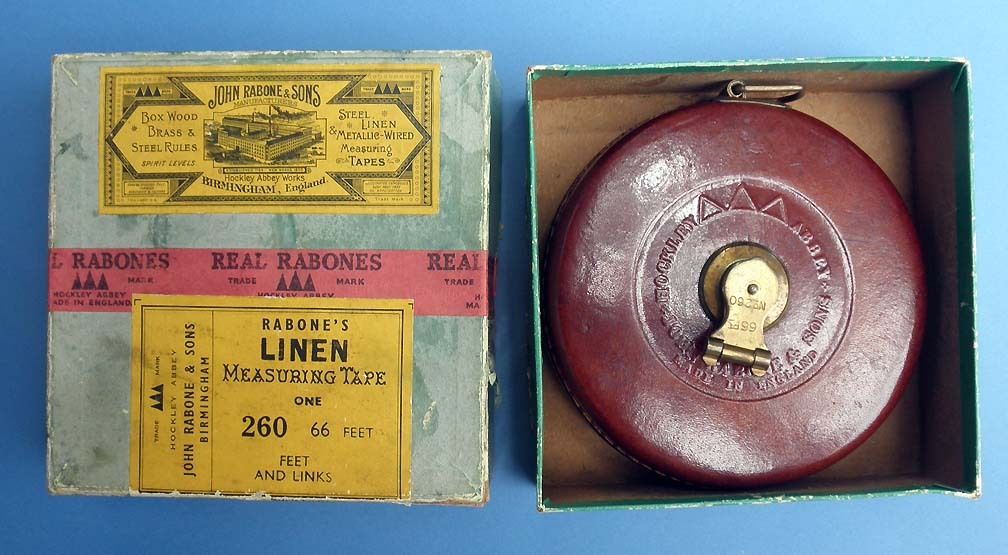 JOHN RABONE & SONS
MANUFACTURERS
BOX WOOD
BRASS &
STEEL RULES
SPIRIT LEVELS
STEEL,
LINEN
& METALLIC-WIRED
Measuring
TAPES
Hockley Abbey Works
BIRMINGHAM, England
Trade Mark
L RABONES
MARK
HOCKLEY ABBEY
MADE IN ENGLAND
REAL RABONES
TRADE MARK
HOCKLEY ABBEY
REAL
TRADE
H
MA
TRADE MARK
HOCKLEY ABBEY
JOHN RABONE & SONS
BIRMINGHAM
RABONE'S
LINEN
MEASURING TAPE
ONE
260 66 FEET
FEET
AND LINKS
HOCKLEY ABBEY
& SONS
MADE IN ENGLAND
No260
66FT